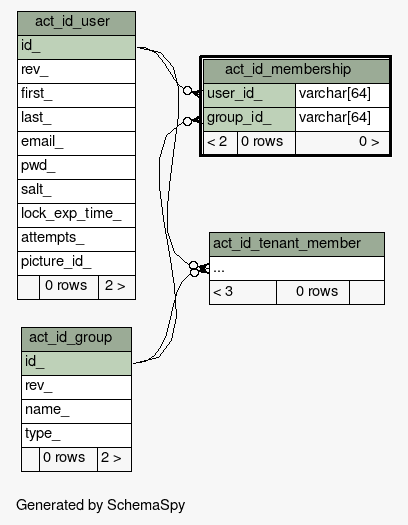 act_id_user
id_
rev_
first_
last_
email_
pwd_
salt_
lock_exp_time_
attempts_
picture_id_
0 rows 2 >
act_id_membership
user_id_ varchar[64]
group_id_ varchar[64]
< 2 0 rows 0 >
act_id_tenant_member
...
< 3 0 rows
act_id_group
id_
rev_
name_
type_
0 rows 2 >
Generated by SchemaSpy